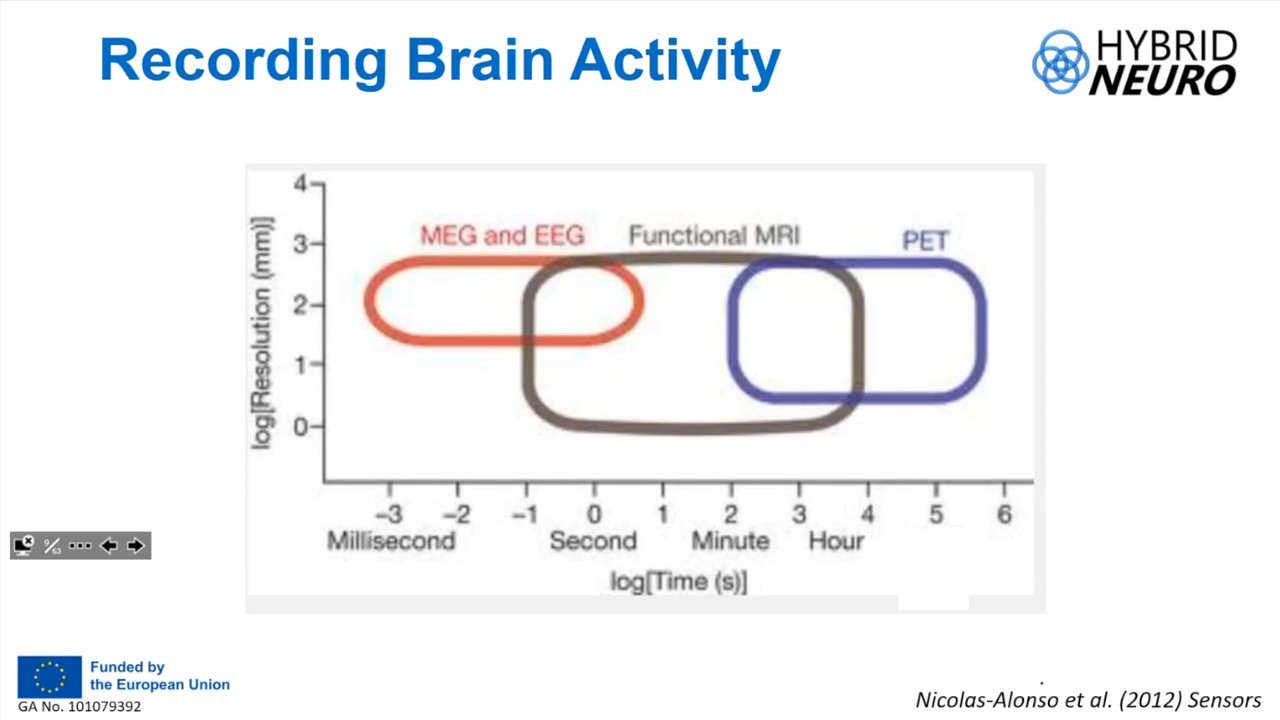 Recording Brain Activity
HYBRID
NEURO
4
3
2
1
0
log[Resolution (mm)]
MEG and EEG
Functional MRI
PET
−3
−2
−1
0
1
2
3
4
5
6
Millisecond
Second
Minute
Hour
log[Time (s)]
9/63
Funded by
the European Union
GA No. 101079392
.
Nicolas-Alonso et al. (2012) Sensors